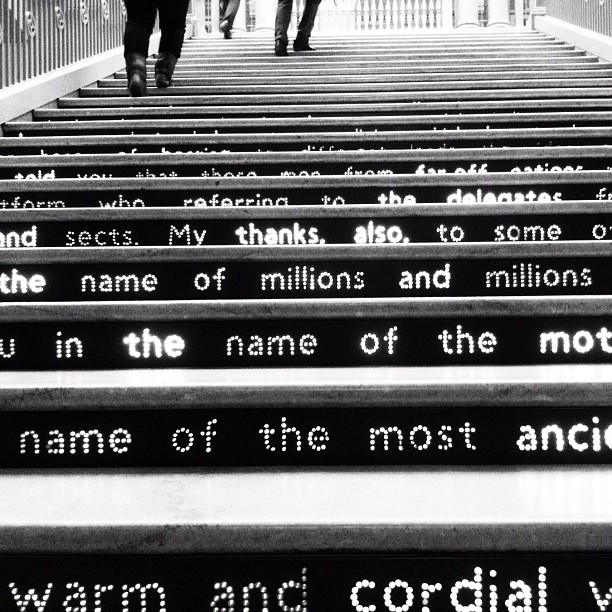 warm and cordial
name of the most ancie
u in the name of the mot
the name of millions and millions
and sects. My thanks, also, to some o
tform who referring to the delegates f
told you that these men from far-off nations